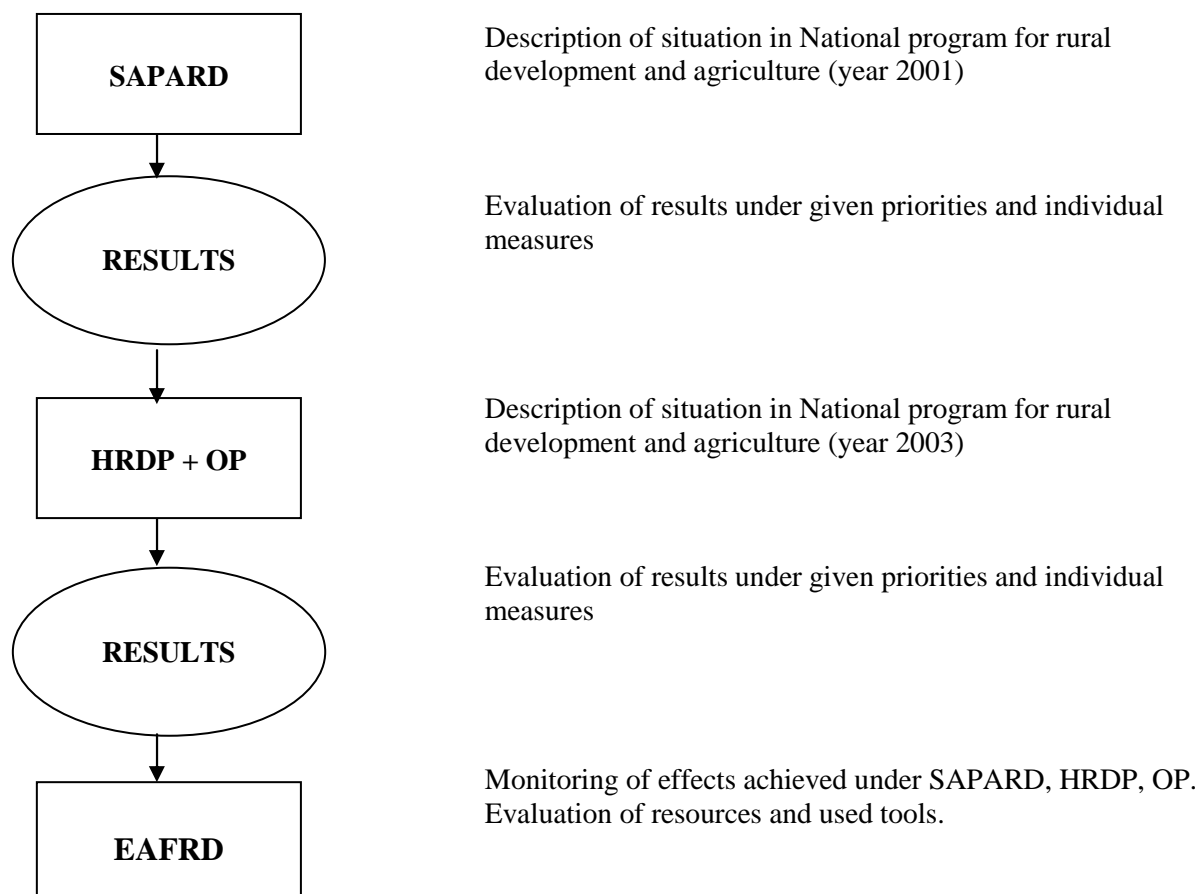 SAPARD
Description of situation in National program for rural
development and agriculture (year 2001)
RESULTS
Evaluation of results under given priorities and individual
measures
HRDP + OP
Description of situation in National program for rural
development and agriculture (year 2003)
RESULTS
Evaluation of results under given priorities and individual
measures
EAFRD
Monitoring of effects achieved under SAPARD, HRDP, OP.
Evaluation of resources and used tools.